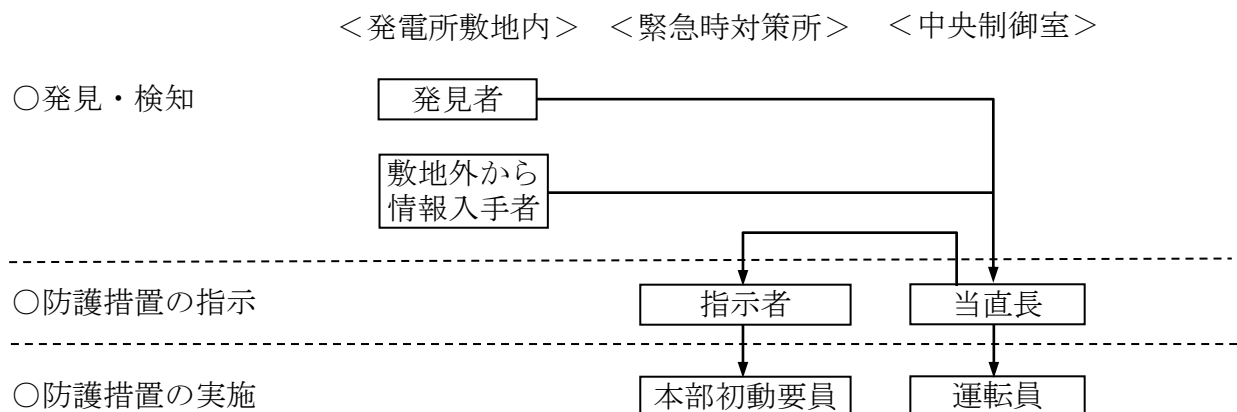 ＜発電所敷地内＞ ＜緊急時対策所＞ ＜中央制御室＞
○発見・検知
発見者
敷地外から
情報入手者
○防護措置の指示
指示者
当直長
○防護措置の実施
本部初動要員
運転員